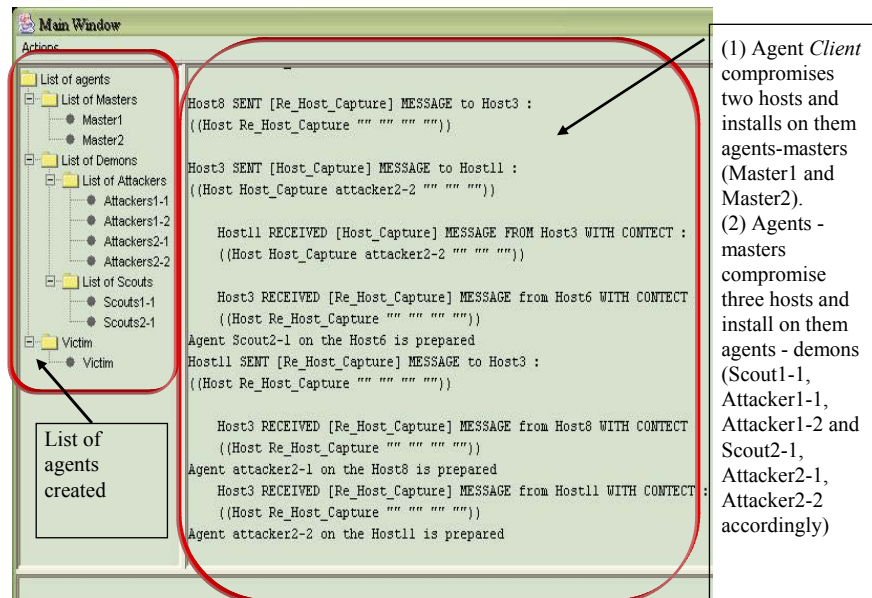 Main Window
Actions
List of agents
List of Masters
Master1
Master2
List of Demons
List of Attackers
Attackers1-1
Attackers1-2
Attackers2-1
Attackers2-2
List of Scouts
Scouts1-1
Scouts2-1
Victim
Victim
List of
agents
created
Host8 SENT [Re_Host_Capture] MESSAGE to Host3 :
((Host Re_Host_Capture "" "" "" ""))
Host3 SENT [Host_Capture] MESSAGE to Host11 :
((Host Host_Capture attacker2-2 "" "" ""))
Host11 RECEIVED [Host_Capture] MESSAGE FROM Host3 WITH CONTECT :
((Host Host_Capture attacker2-2 "" "" ""))
Host3 RECEIVED [Re_Host_Capture] MESSAGE from Host6 WITH CONTECT
((Host Re_Host_Capture "" "" "" ""))
Agent Scout2-1 on the Host6 is prepared
Host11 SENT [Re_Host_Capture] MESSAGE to Host3 :
((Host Re_Host_Capture "" "" "" ""))
Host3 RECEIVED [Re_Host_Capture] MESSAGE from Host8 WITH CONTECT
((Host Re_Host_Capture "" "" "" ""))
Agent attacker2-1 on the Host8 is prepared
Host3 RECEIVED [Re_Host_Capture] MESSAGE from Host11 WITH CONTECT :
((Host Re_Host_Capture "" "" "" ""))
Agent attacker2-2 on the Host11 is prepared
(1) Agent Client
compromises
two hosts and
installs on them
agents-masters
(Master1 and
Master2).
(2) Agents -
masters
compromise
three hosts and
install on them
agents - demons
(Scout1-1,
Attacker1-1,
Attacker1-2 and
Scout2-1,
Attacker2-1,
Attacker2-2
accordingly)